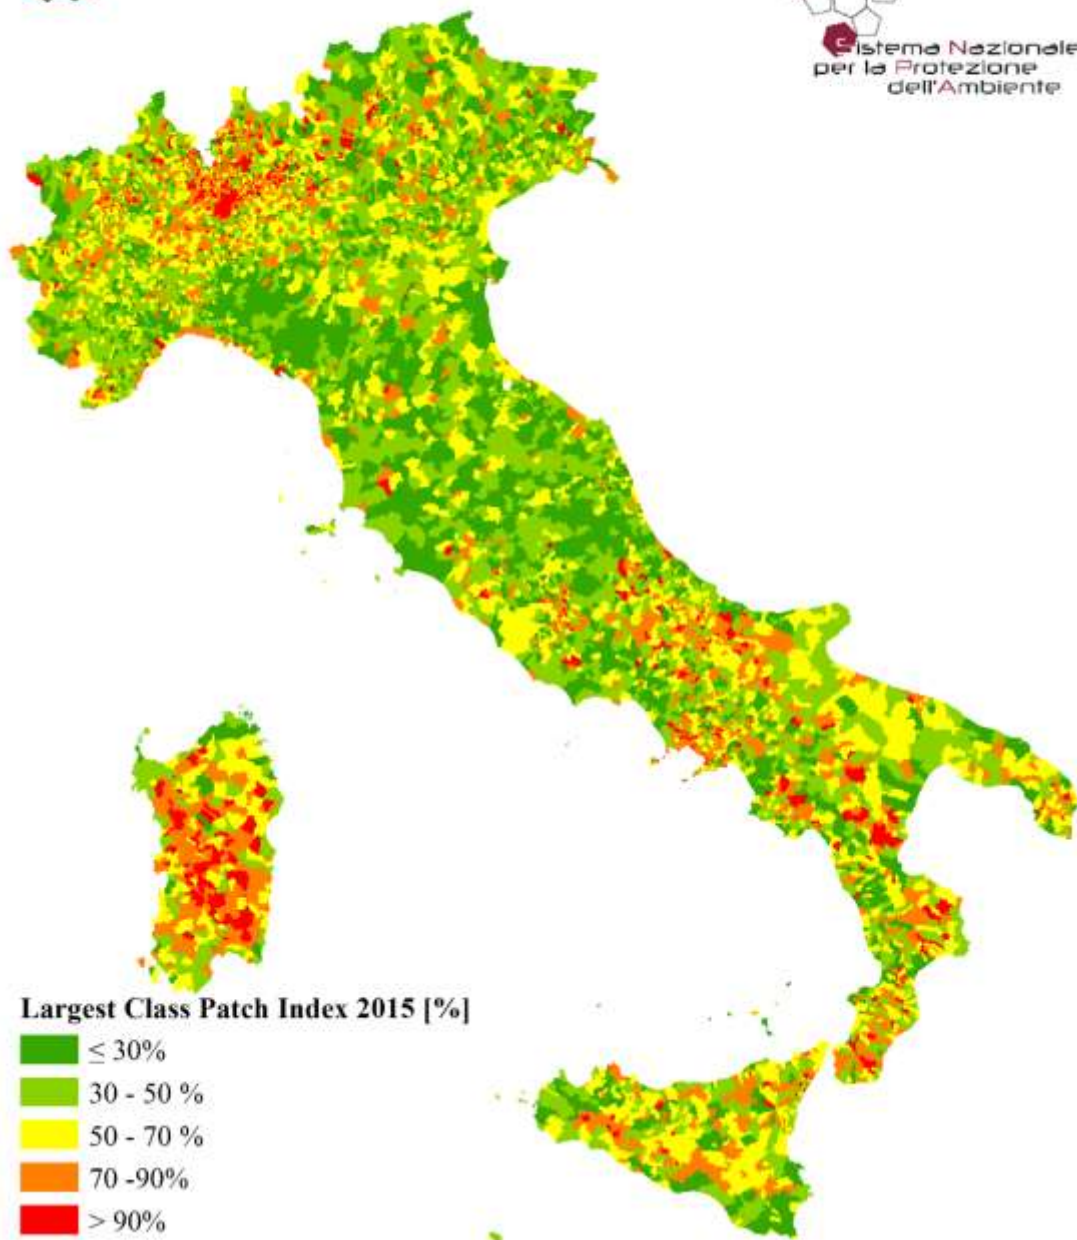 Sistema Nazionale
per la Protezione
dell'Ambiente
Largest Class Patch Index 2015 [%]
≤ 30%
30 - 50 %
50 - 70 %
70 -90%
> 90%